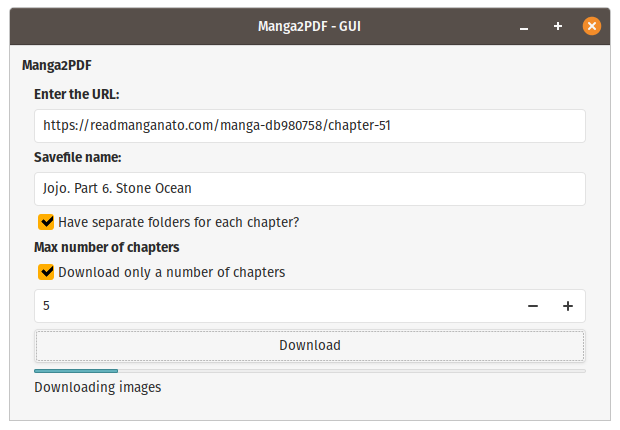 Manga2PDF - GUI
Manga2PDF
Enter the URL:
https://readmanganato.com/manga-db980758/chapter-51
Savefile name:
Jojo. Part 6. Stone Ocean
Have separate folders for each chapter?
Max number of chapters
Download only a number of chapters
5
Download
Downloading images